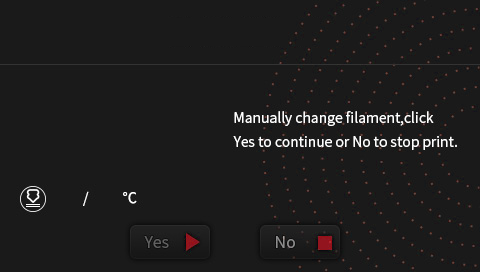 Manually change filament,click
Yes to continue or No to stop print.
/ °C
Yes
No